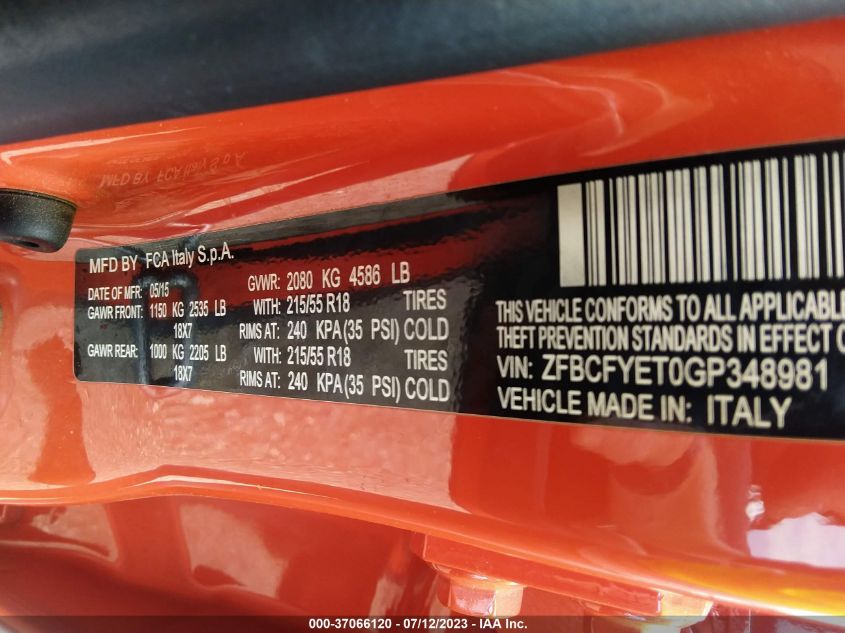 MFD BY FCA Italy S.p.A.
DATE OF MFR: 05/15 GVWR: 2080 KG 4586 LB
GAWR FRONT: 1150 KG 2535 LB WITH: 215/55 R18 TIRES
18X7 RIMS AT: 240 KPA (35 PSI) COLD
GAWR REAR: 1000 KG 2205 LB WITH: 215/55 R18 TIRES
18X7 RIMS AT: 240 KPA (35 PSI) COLD
THIS VEHICLE CONFORMS TO ALL APPLICABLE
THEFT PREVENTION STANDARDS IN EFFECT
VIN: ZFBCFYET0GP348981
VEHICLE MADE IN: ITALY
000-37066120 - 07/12/2023 - IAA Inc.